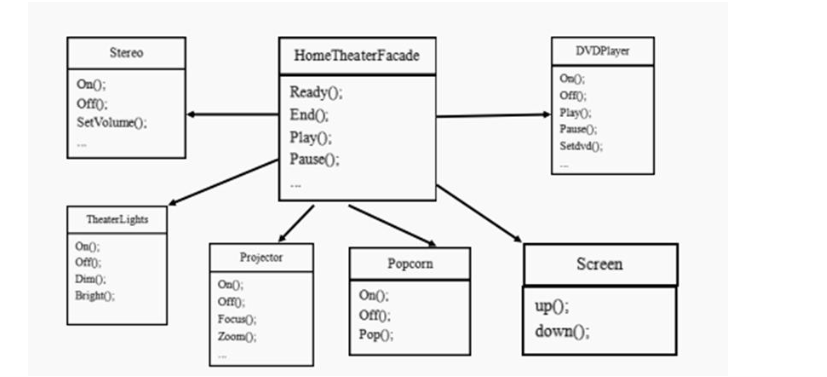 Stereo
On();
Off();
SetVolume();
...
HomeTheaterFacade
Ready();
End();
Play();
Pause();
...
DVDPlayer
On();
Off();
Play();
Pause();
Setdvd();
...
TheaterLights
On();
Off();
Dim();
Bright();
Projector
On();
Off();
Focus();
Zoom();
...
Popcorn
On();
Off();
Pop();
Screen
up();
down();